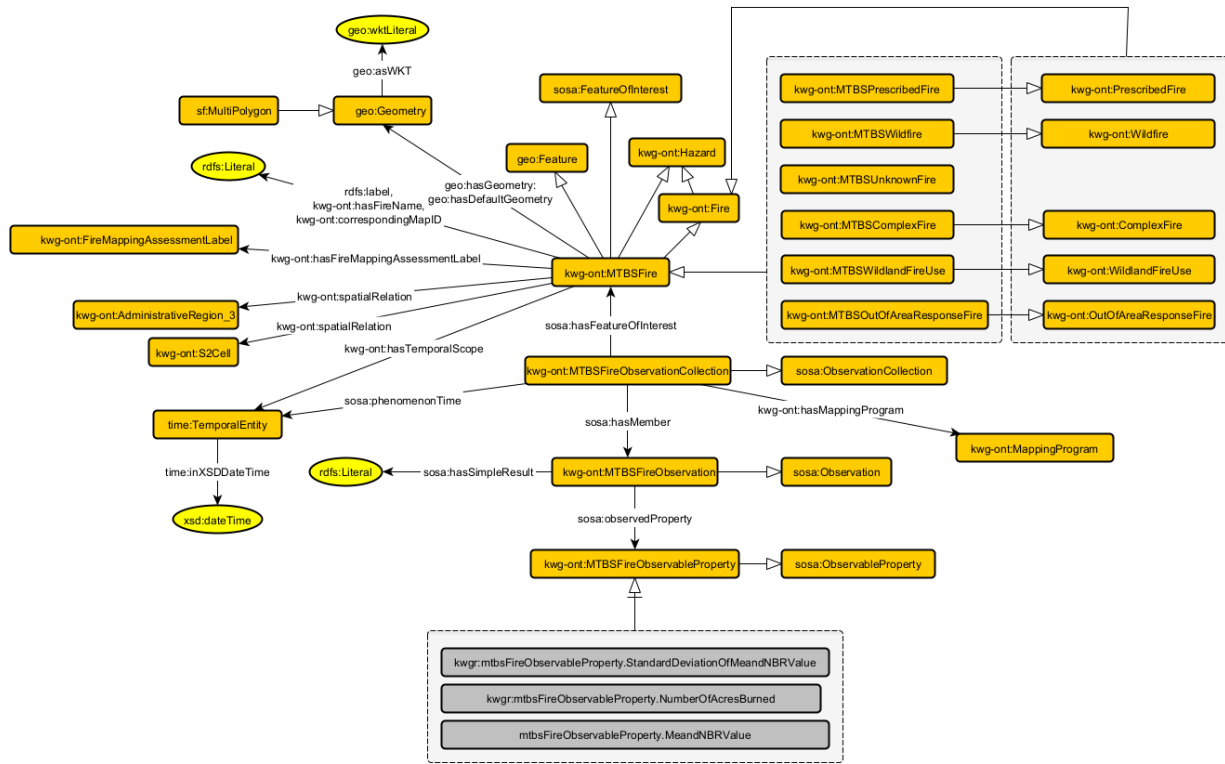 geo:wktLiteral
geo:asWKT
sf:MultiPolygon
geo:Geometry
sosa:FeatureOfInterest
kwg-ont:MTBSPrescribedFire
kwg-ont:PrescribedFire
rdfs:Literal
geo:Feature
kwg-ont:Hazard
kwg-ont:MTBSWildfire
kwg-ont:Wildfire
rdfs:label,
kwg-ont:hasFireName,
kwg-ont:correspondingMapID
geo:hasGeometry:
geo:hasDefaultGeometry
kwg-ont:Fire
kwg-ont:MTBSUnknownFire
kwg-ont:FireMappingAssessmentLabel
kwg-ont:hasFireMappingAssessmentLabel
kwg-ont:MTBSComplexFire
kwg-ont:ComplexFire
kwg-ont:MTBSFire
kwg-ont:MTBSWildlandFireUse
kwg-ont:WildlandFireUse
kwg-ont:spatialRelation
kwg-ont:AdministrativeRegion_3
kwg-ont:MTBSOutOfAreaResponseFire
kwg-ont:OutOfAreaResponseFire
kwg-ont:spatialRelation
sosa:hasFeatureOfInterest
kwg-ont:S2Cell
kwg-ont:hasTemporalScope
kwg-ont:MTBSFireObservationCollection
sosa:ObservationCollection
sosa:phenomenonTime
kwg-ont:hasMappingProgram
time:TemporalEntity
sosa:hasMember
kwg-ont:MappingProgram
time:inXSDDateTime
rdfs:Literal
sosa:hasSimpleResult
kwg-ont:MTBSFireObservation
sosa:Observation
xsd:dateTime
sosa:observedProperty
kwg-ont:MTBSFireObservableProperty
sosa:ObservableProperty
kwgr:mtbsFireObservableProperty.StandardDeviationOfMeandNBRValue
kwgr:mtbsFireObservableProperty.NumberOfAcresBurned
mtbsFireObservableProperty.MeandNBRValue